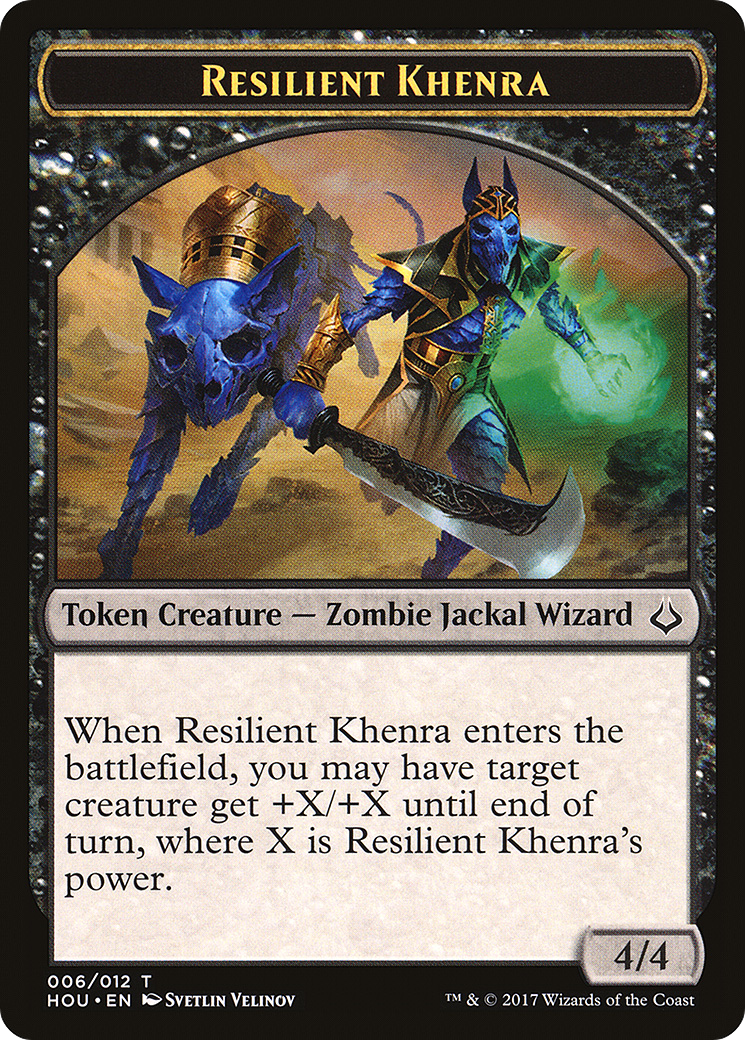 Resilient Khenra
Token Creature — Zombie Jackal Wizard
When Resilient Khenra enters the
battlefield, you may have target
creature get +X/+X until end of
turn, where X is Resilient Khenra's
power.
4/4
006/012 T
HOU • EN Svetlin Velinov
™ & © 2017 Wizards of the Coast